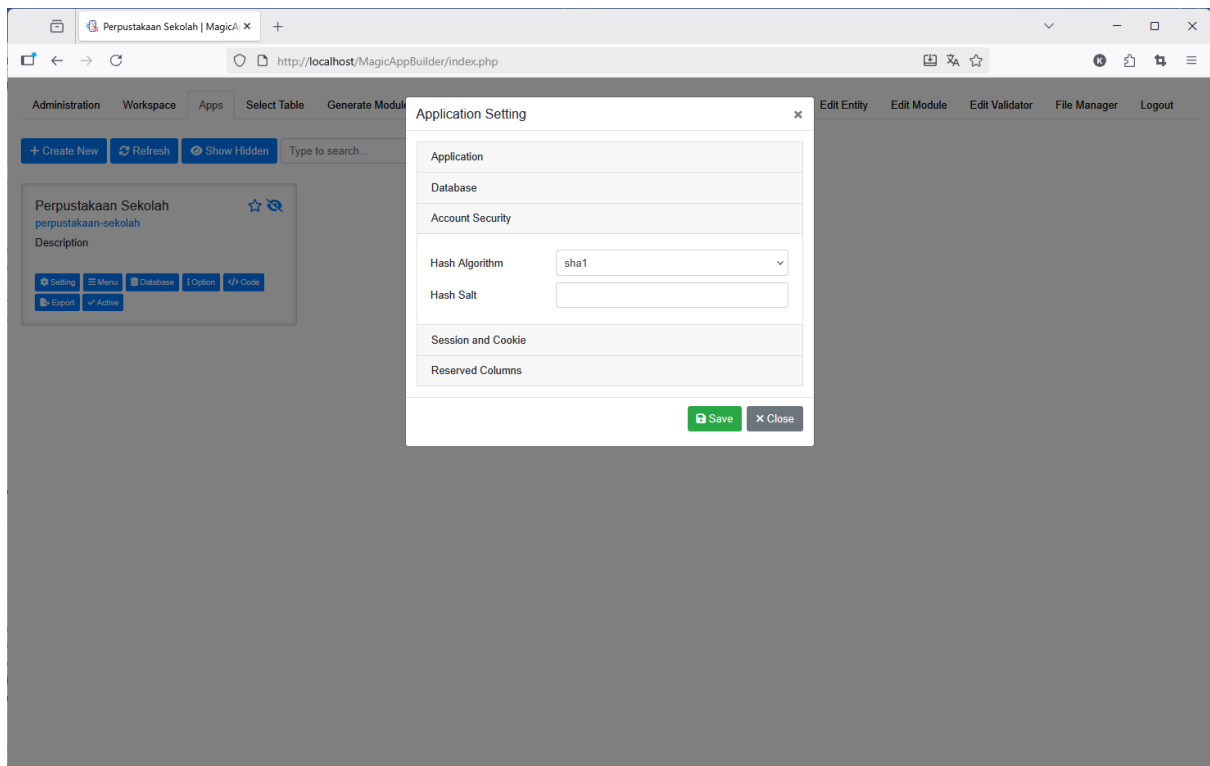 Perpustakaan Sekolah | MagicA
http://localhost/MagicAppBuilder/index.php
K
Administration Workspace Apps Select Table Generate Module Edit Entity Edit Module Edit Validator File Manager Logout
+ Create New Refresh Show Hidden Type to search...
Perpustakaan Sekolah
perpustakaan-sekolah
Description
Setting Menu Database Option </> Code
Export Active
Application Setting
Application
Database
Account Security
Hash Algorithm sha1
Hash Salt
Session and Cookie
Reserved Columns
Save Close